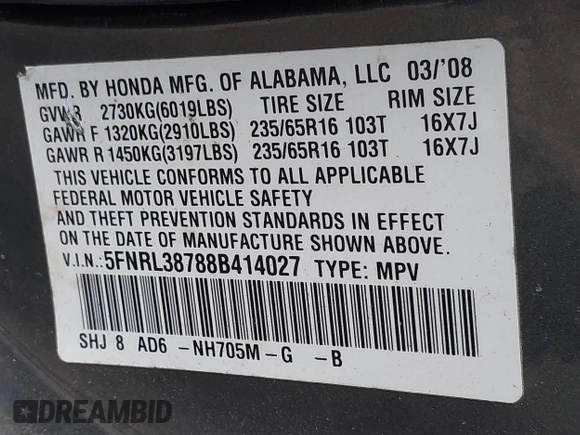 MFD. BY HONDA MFG. OF ALABAMA, LLC 03/'08
GVWR 2730KG(6019LBS) TIRE SIZE RIM SIZE
GAWR F 1320KG(2910LBS) 235/65R16 103T 16X7J
GAWR R 1450KG(3197LBS) 235/65R16 103T 16X7J
THIS VEHICLE CONFORMS TO ALL APPLICABLE
FEDERAL MOTOR VEHICLE SAFETY
AND THEFT PREVENTION STANDARDS IN EFFECT
ON THE DATE OF MANUFACTURE SHOWN ABOVE.
V.I.N.:5FNRL38788B414027 TYPE: MPV
SHJ 8 AD6 -NH705M-G -B
DREAMBID